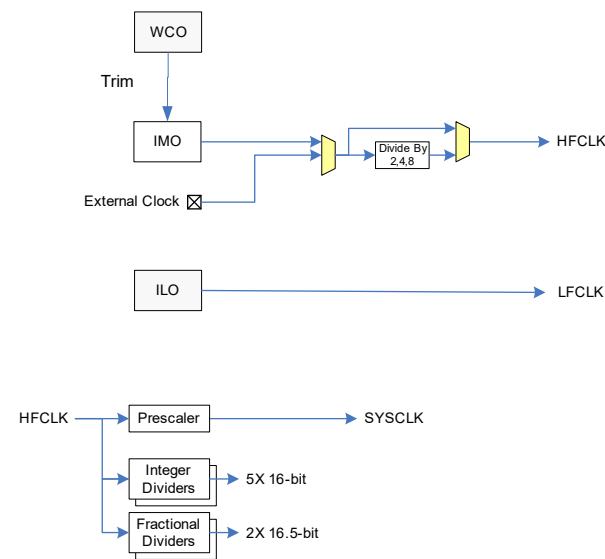 WCO
Trim
IMO
Divide By
2,4,8
HFCLK
External Clock
ILO
LFCLK
HFCLK
Prescaler
SYSCLK
Integer
Dividers
5X 16-bit
Fractional
Dividers
2X 16.5-bit